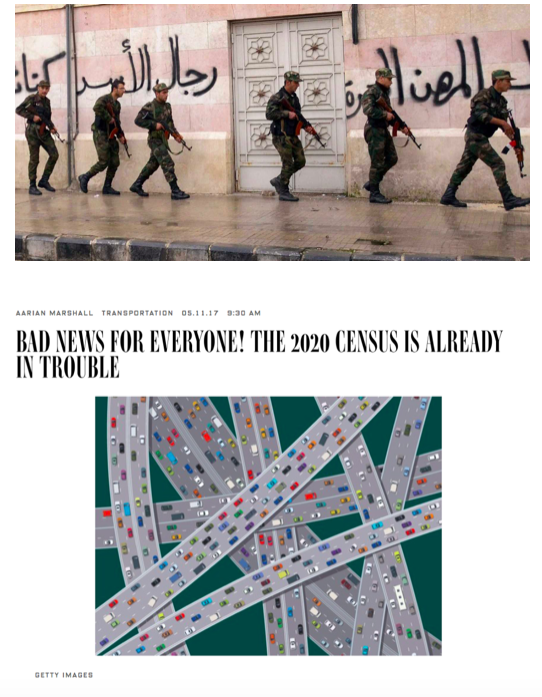 رجال الأسد
AARIAN MARSHALL TRANSPORTATION 05.11.17 9:30 AM
BAD NEWS FOR EVERYONE! THE 2020 CENSUS IS ALREADY
IN TROUBLE
GETTY IMAGES